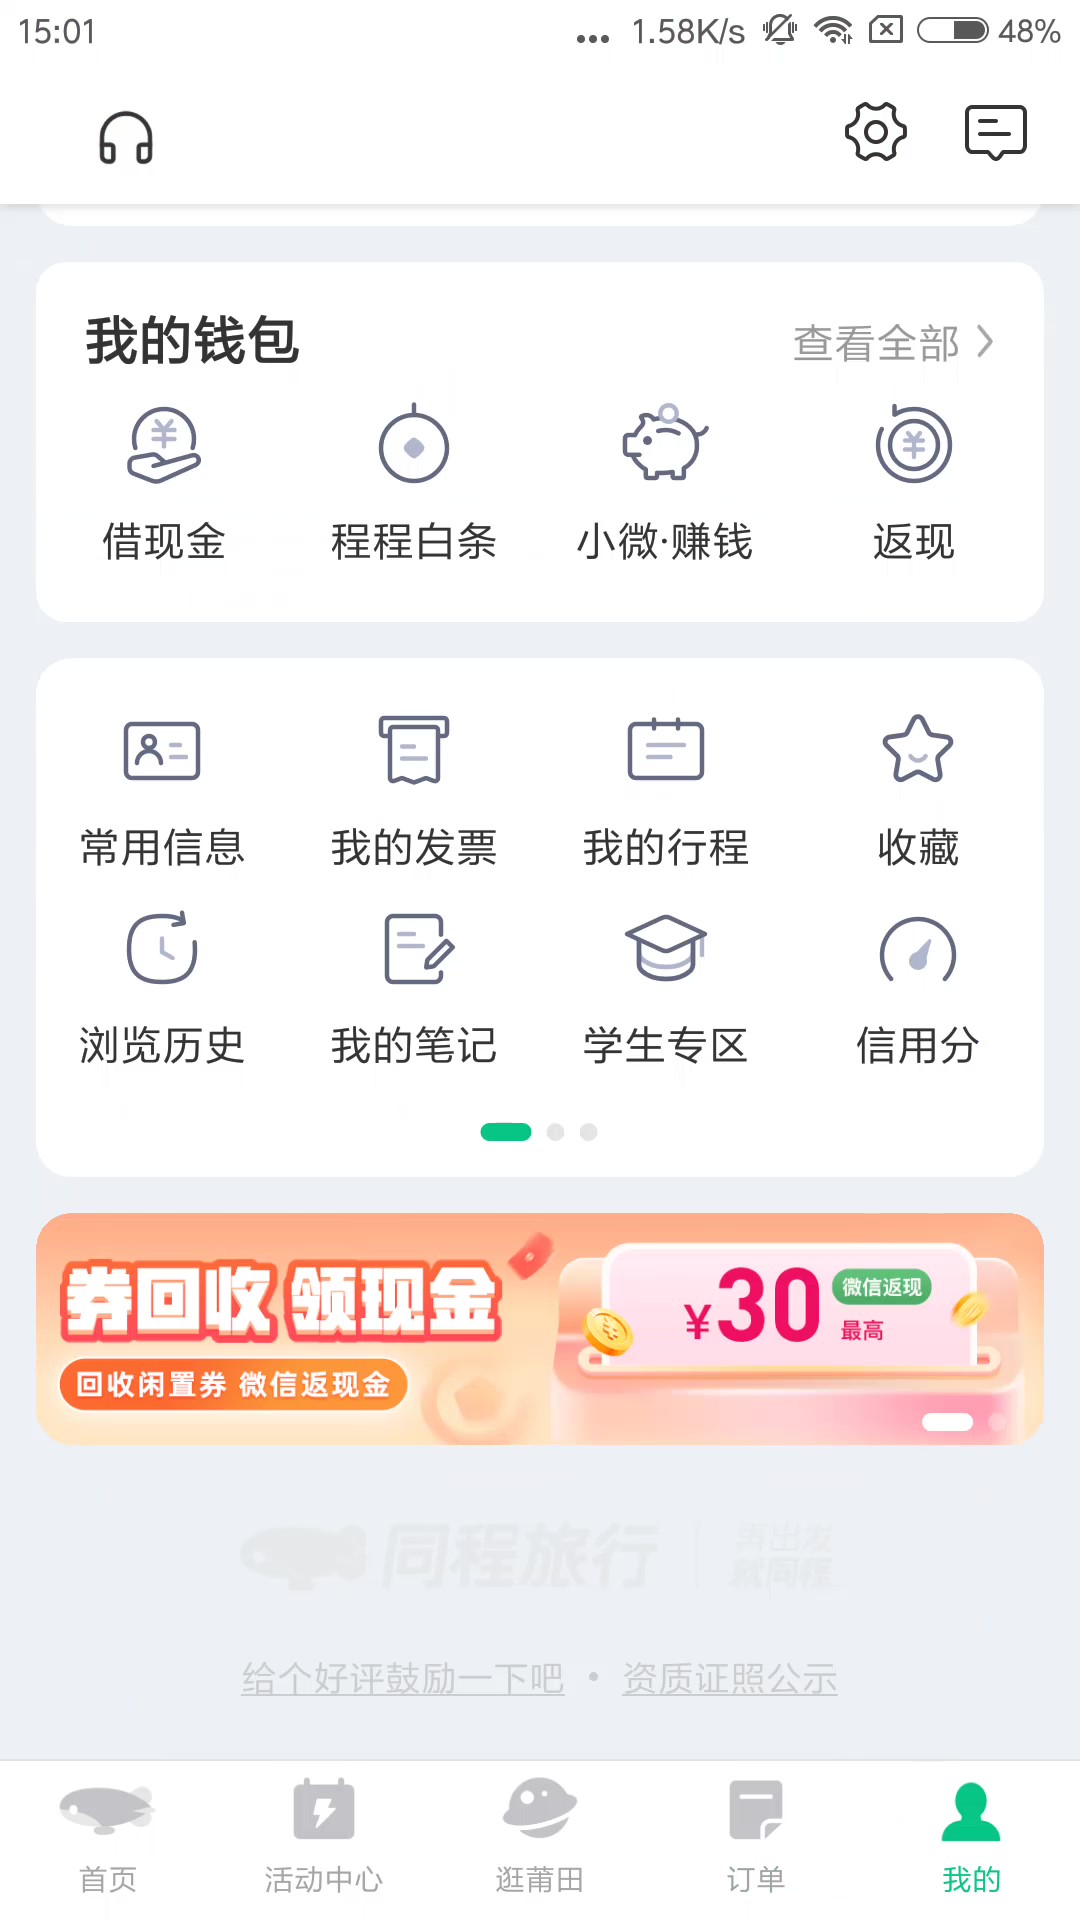 15:01
... 1.58K/s 48%
我的钱包
查看全部
借现金
程程白条
小微·赚钱
返现
常用信息
我的发票
我的行程
收藏
浏览历史
我的笔记
学生专区
信用分
券回收 领现金
回收闲置券 微信返现金
¥30
微信返现
最高
同程旅行
再出发
就同程
给个好评鼓励一下吧 • 资质证照公示
首页
活动中心
逛莆田
订单
我的